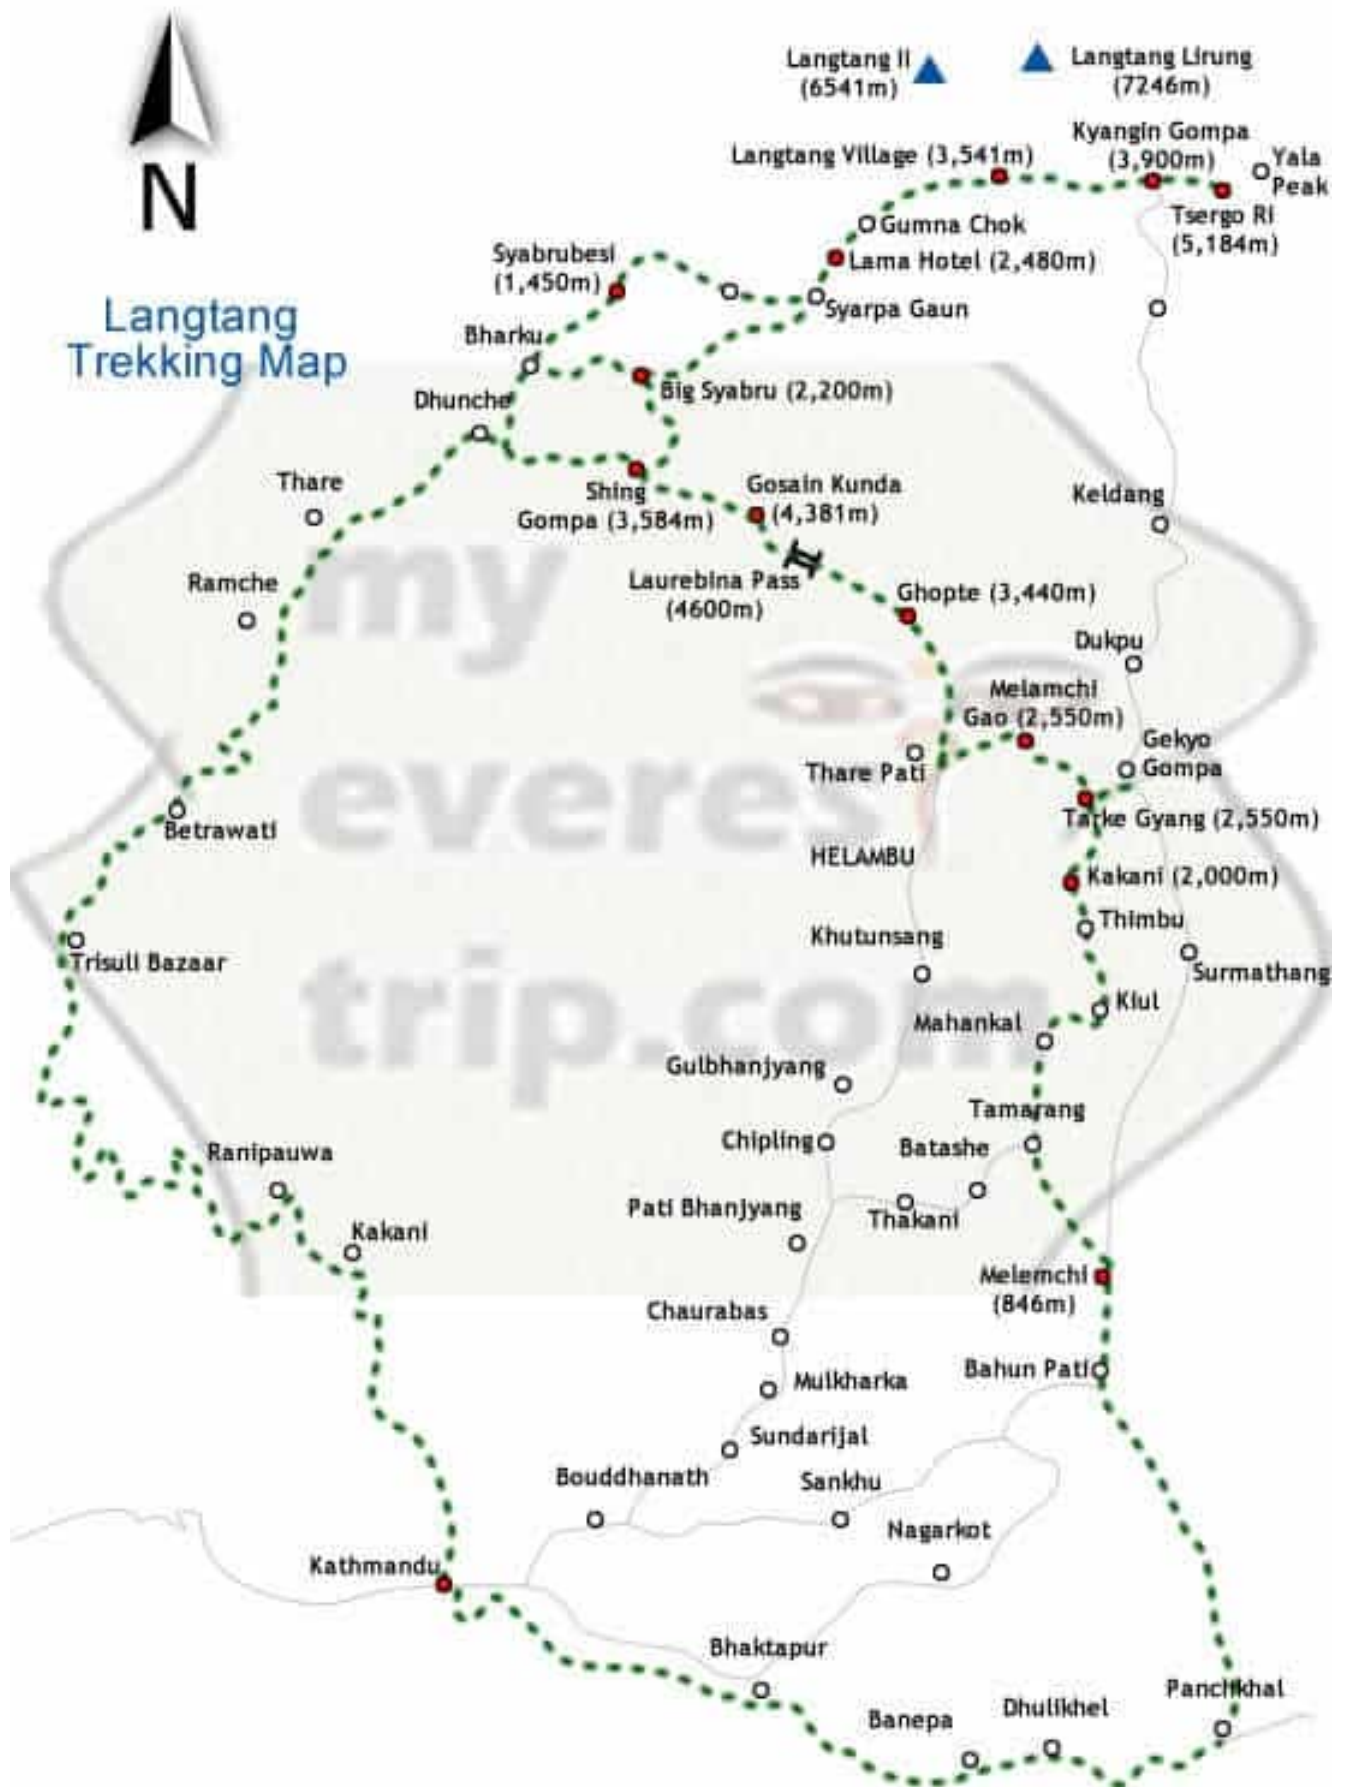 Langtang II
(6541m)
Langtang Lirung
(7246m)
Kyangin Gompa
(3,900m)
Langtang Village (3,541m)
Yala
Peak
Tsergo Ri
(5,184m)
N
Gumna Chok
Syabrubesi
(1,450m)
Lama Hotel (2,480m)
Syarpa Gaun
Langtang
Trekking Map
Bharku
Big Syabru (2,200m)
Dhunche
Thare
Shing
Gompa (3,584m)
Gosain Kunda
(4,381m)
Keldang
my
Ramche
Laurebina Pass
(4600m)
Ghopte (3,440m)
Dukpu
Melamchi
Gao (2,550m)
Gekyo
Gompa
Thare Pati
everes
Betrawati
Tarke Gyang (2,550m)
HELAMBU
Kakani (2,000m)
Thimbu
Khutunsang
Trisuli Bazaar
Surmathang
trip.com
Kiul
Mahankal
Gulbhanjyang
Tamarang
Chipling
Batashe
Ranipauwa
Pati Bhanjyang
Thakani
Kakani
Melemchi
(846m)
Chaurabas
Bahun Pati
Mulkharka
Sundarijal
Bouddhanath
Sankhu
Nagarkot
Kathmandu
Bhaktapur
Panchkhal
Dhulikhel
Banepa